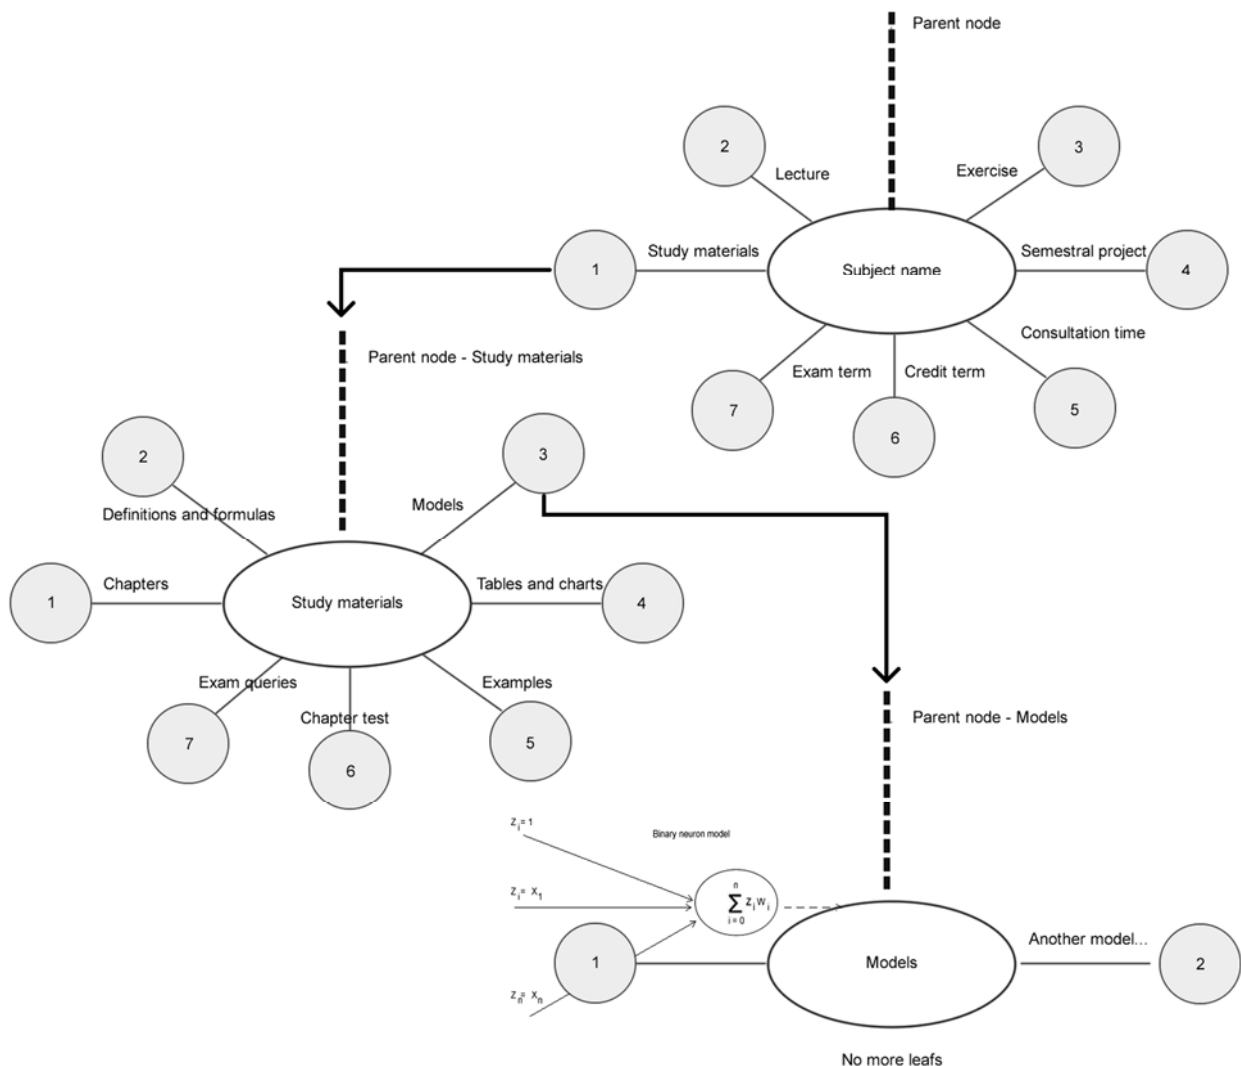 Parent node
2
3
Lecture
Exercise
Study materials
Semestral project
1
Subject name
4
Consultation time
Parent node - Study materials
Exam term
Credit term
7
5
6
2
3
Models
Definitions and formulas
Chapters
Tables and charts
1
Study materials
4
Exam queries
Examples
Chapter test
7
5
6
Parent node - Models
Z i = 1
Binary neuron model
Z i = X 1
n
Σ z i w i
i = 0
Another model...
1
Models
2
Z n = X n
No more leafs